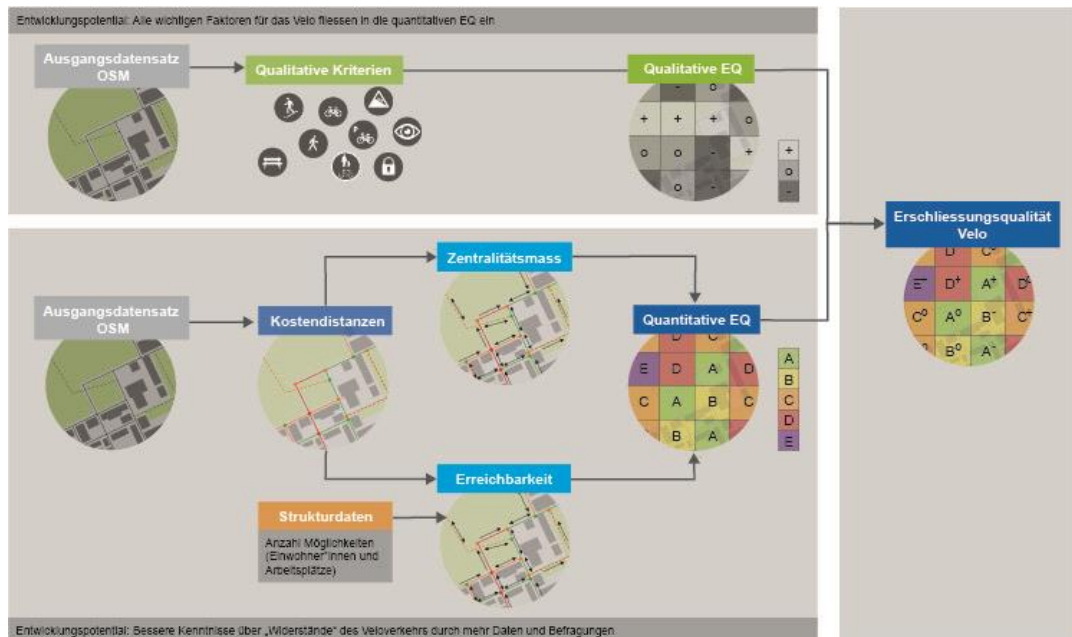 Entwicklungspotential: Alle wichtigen Faktoren für das Velo fliessen in die quantitativen EQ ein
Ausgangsdatensatz
OSM
Qualitative Kriterien
Qualitative EQ
- o
+ + + o
o o - +
o -
+
o
-
Ausgangsdatensatz
OSM
Kostendistanzen
Zentralitätsmass
Erreichbarkeit
Strukturdaten
Anzahl Möglichkeiten
(Einwohner*innen und
Arbeitsplätze)
Quantitative EQ
D C
E D A D
C A B C
B A
A
B
C
D
E
Erschliessungsqualität
Velo
D
E⁻ D⁺ A⁺ D
C⁰ A⁰ B⁻ C⁺
B⁰ A⁻
Entwicklungspotential: Bessere Kenntnisse über „Widerstände" des Veloverkehrs durch mehr Daten und Befragungen